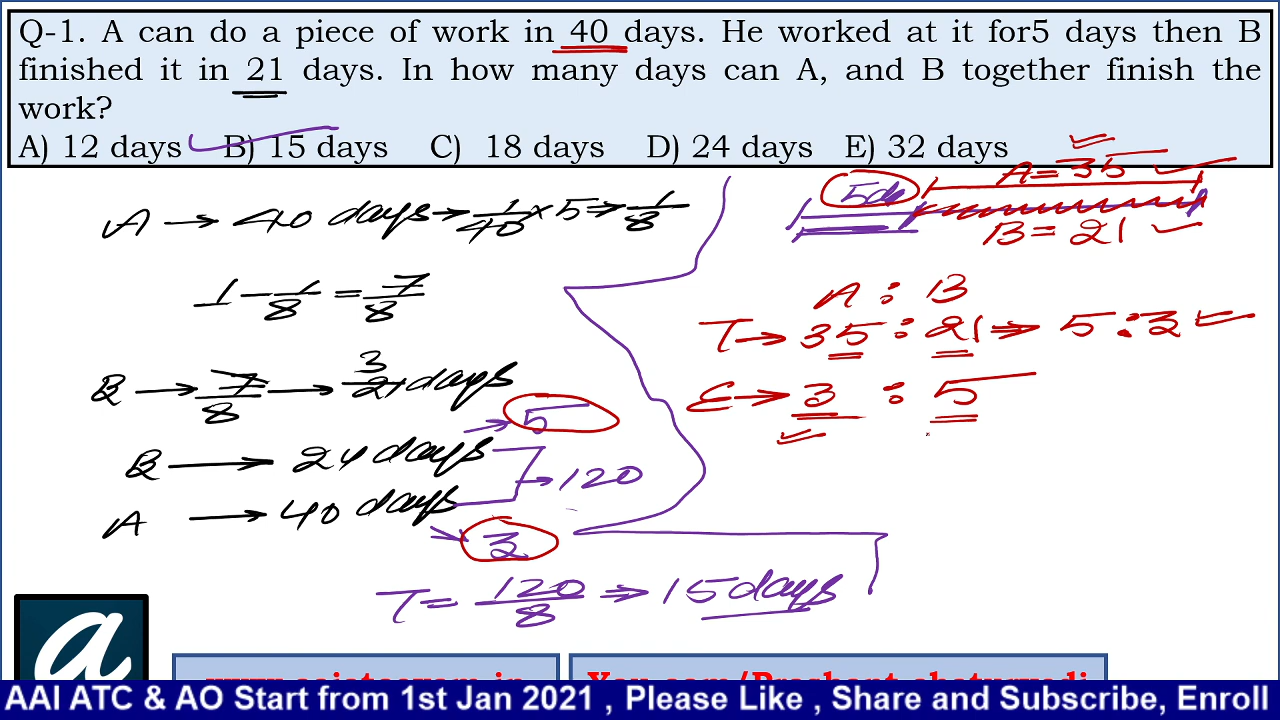 Q-1. A can do a piece of work in 40 days. He worked at it for5 days then B
finished it in 21 days. In how many days can A, and B together finish the
work?
A) 12 days B) 15 days C) 18 days D) 24 days E) 32 days
A → 40 days → 1/40 × 5 ⇒ 1/8
1 - 1/8 = 7/8
B → 7/8 → 3 21 days
B → 24 days
A → 40 days
5
→ 120
3
T = 120/8 ⇒ 15 days
A = 35
5da
B = 21
A : B
T → 35 : 21 ⇒ 5 : 3
E → 3 : 5
a
AAI ATC & AO Start from 1st Jan 2021 , Please Like , Share and Subscribe, Enroll